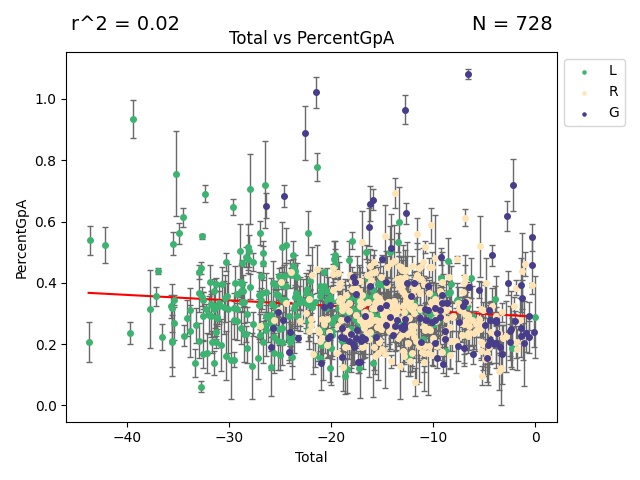 r^2 = 0.02
N = 728
Total vs PercentGpA
L
R
G
PercentGpA
1.0
0.8
0.6
0.4
0.2
0.0
−40
−30
−20
−10
0
Total